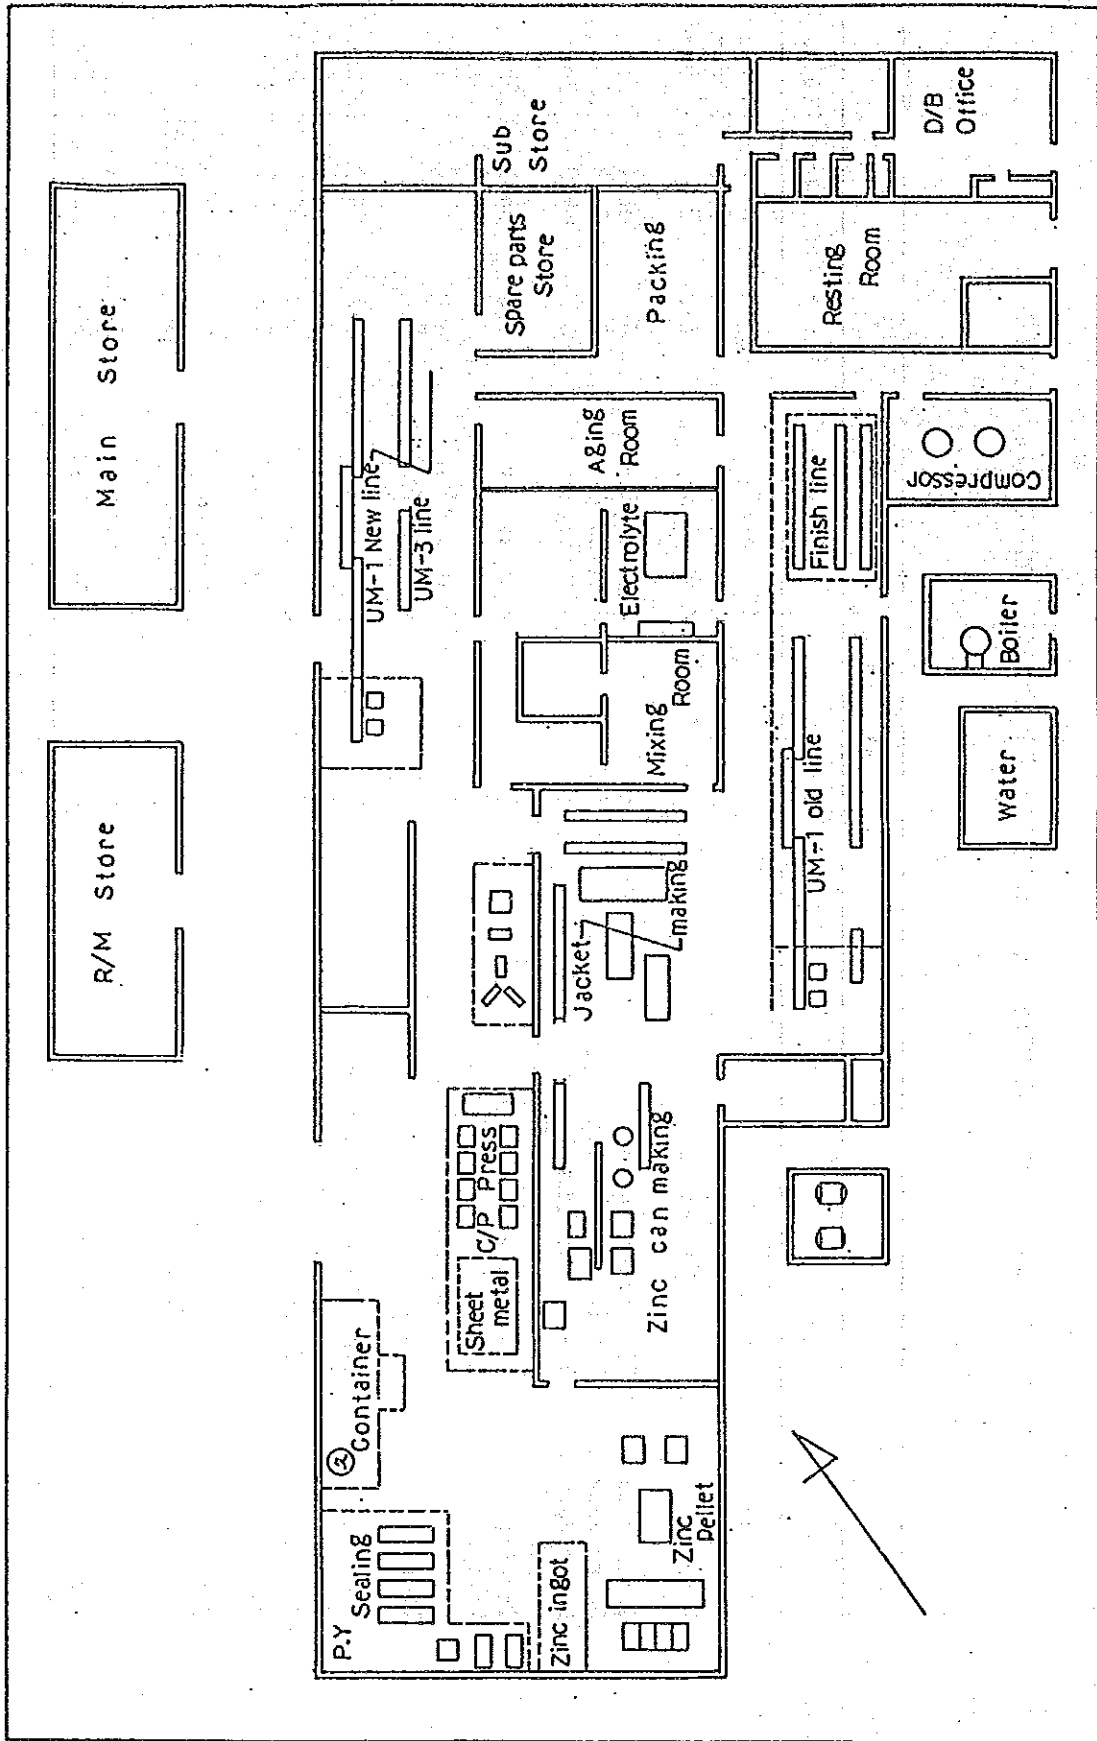 R/M Store
Main Store
P.Y
Sealing
② Container
Sheet
metal
C/P Press
UM-1 New line
UM-3 line
Sub
Store
Spare parts
Store
Packing
Aging
Room
Electrolyte
Mixing
Room
Jacket
making
Zinc can making
Zinc ingot
Zinc
pellet
UM-1 old line
Finish line
Compressor
Resting
Room
D/B
Office
Boiler
Water